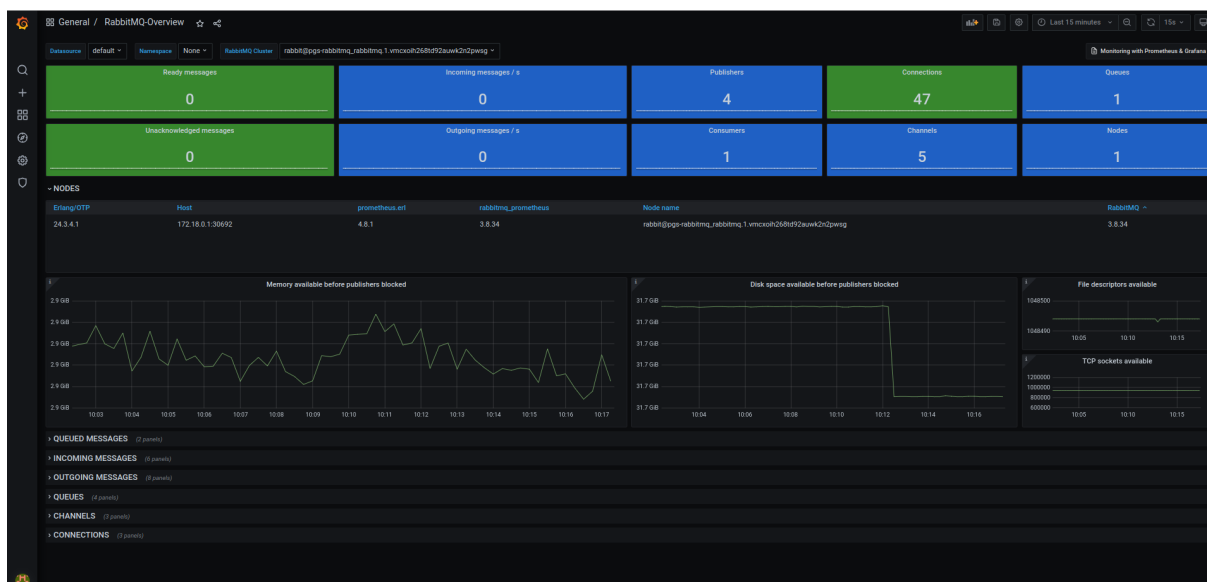 General / RabbitMQ-Overview
Last 15 minutes
15s
Datasource default Namespace None RabbitMQ Cluster rabbit@pgs-rabbitmq_rabbitmq.1.vmcxoih268td92auwk2n2pwsg
Monitoring with Prometheus & Grafana
Ready messages Incoming messages / s Publishers Connections Queues
0 0 4 47 1
Unacknowledged messages Outgoing messages / s Consumers Channels Nodes
0 0 1 5 1
NODES
Erlang/OTP Host prometheus.erl rabbitmq_prometheus Node name RabbitMQ
24.3.4.1 172.18.0.1:30692 4.8.1 3.8.34 rabbit@pgs-rabbitmq_rabbitmq.1.vmcxoih268td92auwk2n2pwsg 3.8.34
Memory available before publishers blocked
2.9 GiB
2.9 GiB
2.9 GiB
2.9 GiB
2.9 GiB
2.9 GiB
10:03 10:04 10:05 10:06 10:07 10:08 10:09 10:10 10:11 10:12 10:13 10:14 10:15 10:16 10:17
Disk space available before publishers blocked
31.7 GiB
31.7 GiB
31.7 GiB
31.7 GiB
31.7 GiB
31.7 GiB
10:04 10:06 10:08 10:10 10:12 10:14 10:16
File descriptors available
1048500
1048490
10:05 10:10 10:15
TCP sockets available
1200000
1000000
800000
600000
10:05 10:10 10:15
QUEUED MESSAGES (2 panels)
INCOMING MESSAGES (6 panels)
OUTGOING MESSAGES (8 panels)
QUEUES (4 panels)
CHANNELS (3 panels)
CONNECTIONS (3 panels)